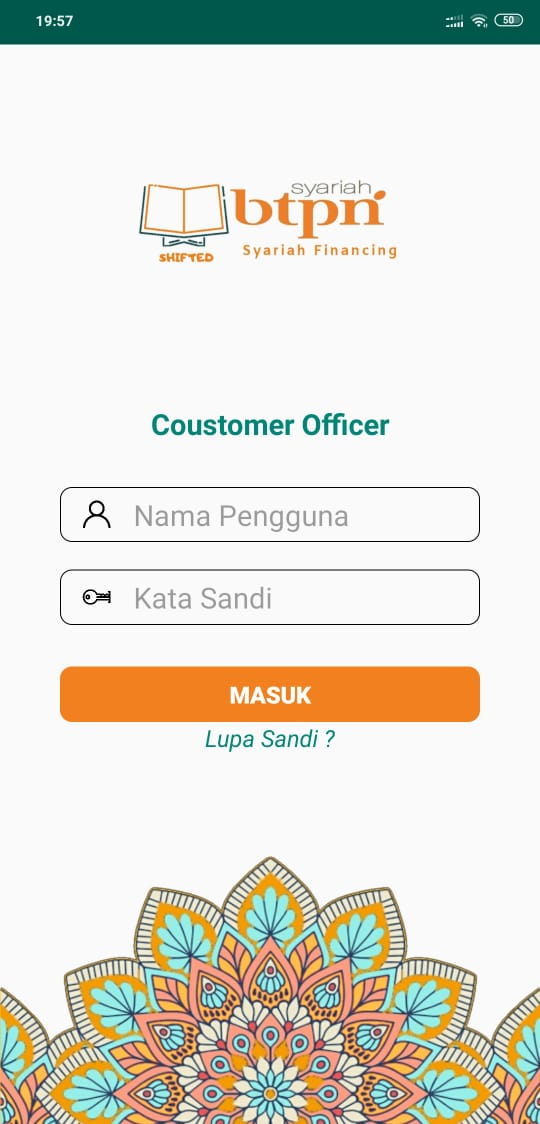 19:57
50
syariah
btpn
Syariah Financing
SHIFTED
Coustomer Officer
Nama Pengguna
Kata Sandi
MASUK
Lupa Sandi ?